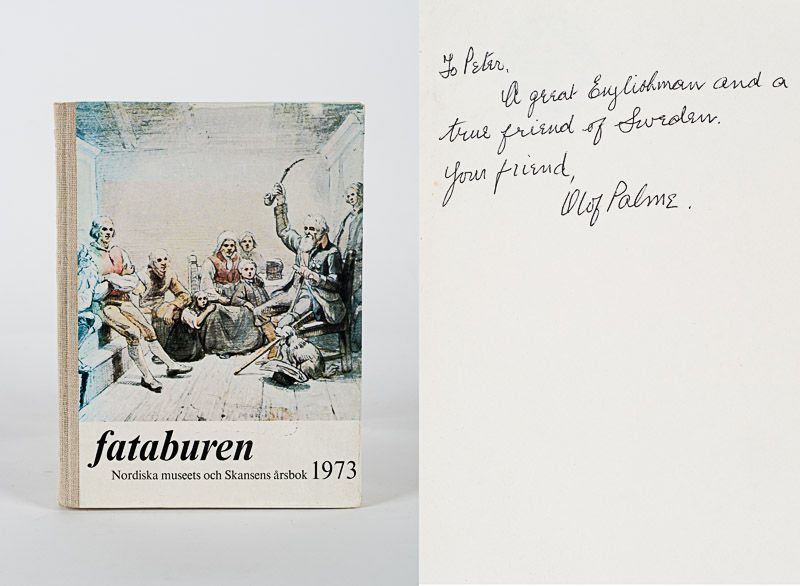 fataburen
Nordiska museets och Skansens årsbok 1973
To Peter,
A great Englishman and a
true friend of Sweden.
Your friend,
Olof Palme.